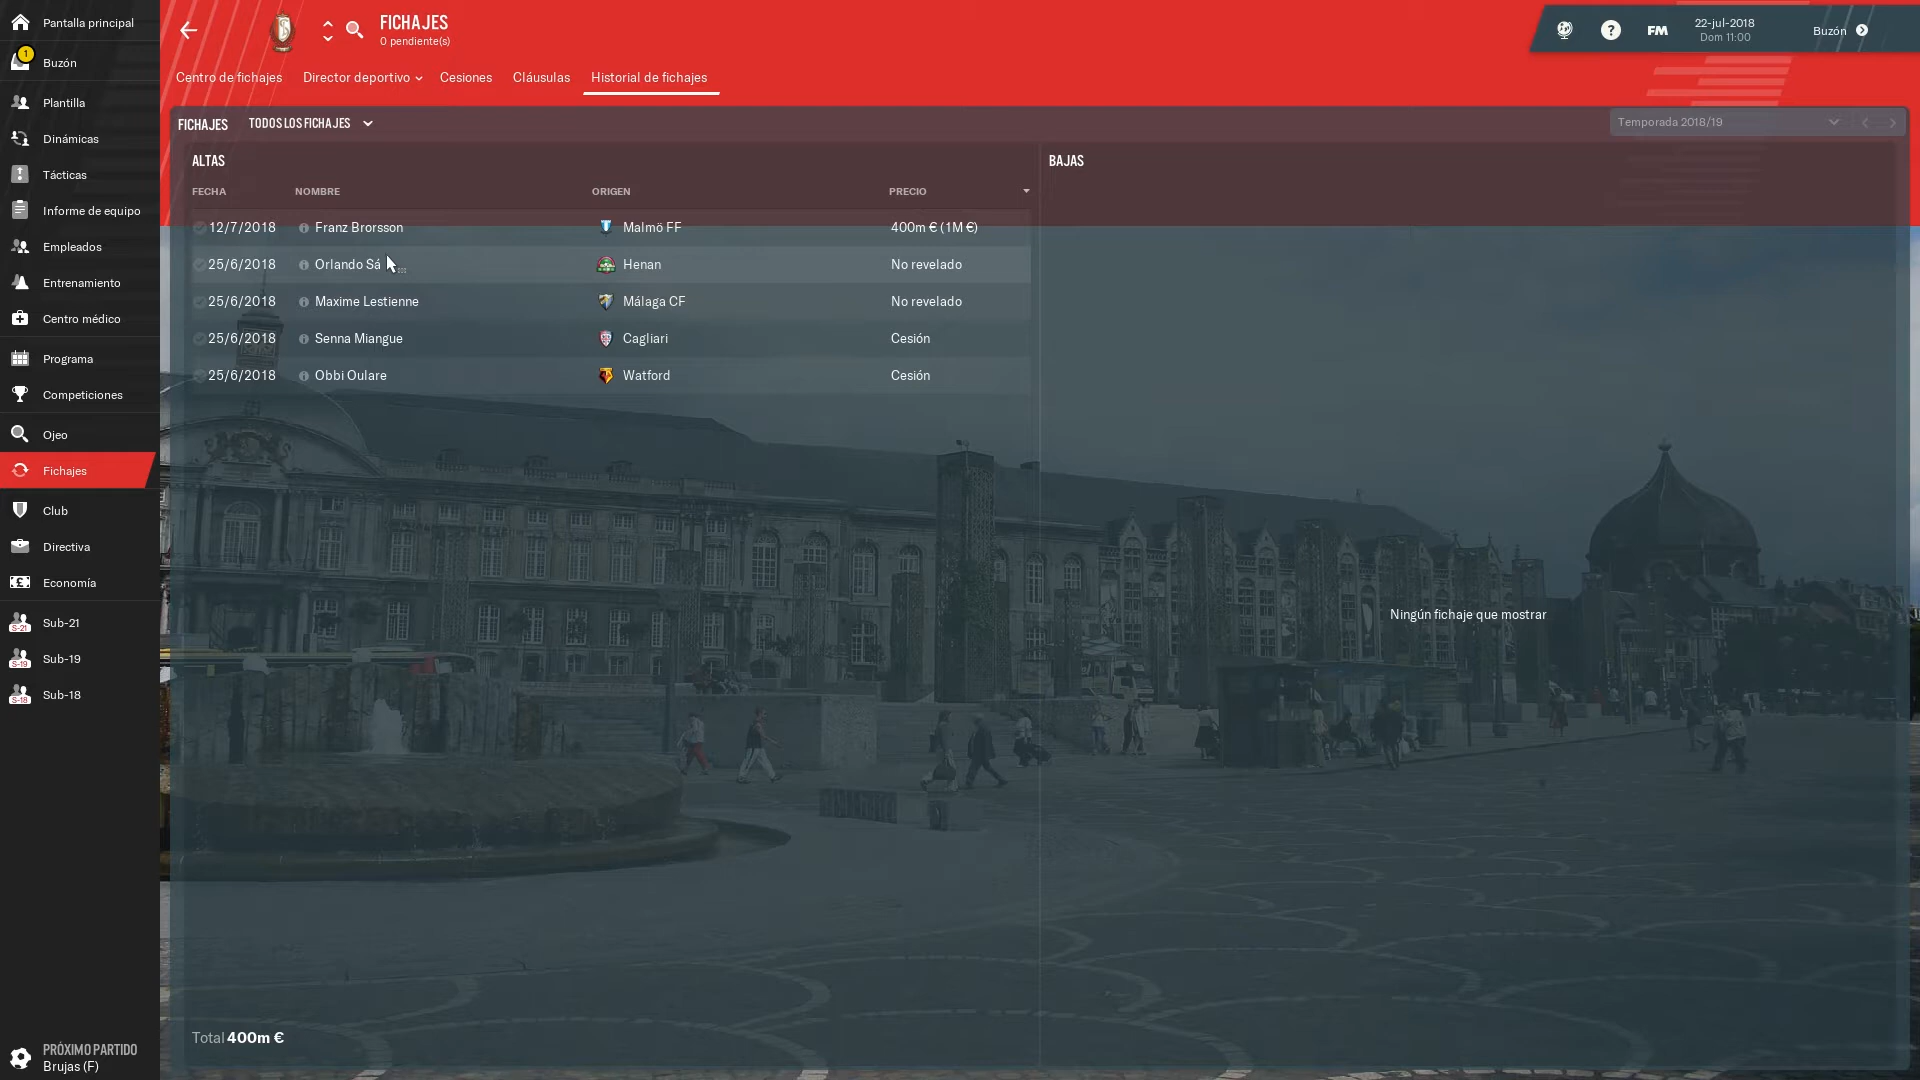 Pantalla principal
1
Buzón
Plantilla
Dinámicas
Tácticas
Informe de equipo
Empleados
Entrenamiento
Centro médico
Programa
Competiciones
Ojeo
Fichajes
Club
Directiva
Economía
S-21
Sub-21
S-19
Sub-19
S-18
Sub-18
PRÓXIMO PARTIDO
Brujas (F)
FICHAJES
0 pendiente(s)
? FM
22-jul-2018
Dom 11:00
Buzón
Centro de fichajes Director deportivo Cesiones Cláusulas Historial de fichajes
FICHAJES TODOS LOS FICHAJES Temporada 2018/19
ALTAS
FECHA NOMBRE ORIGEN PRECIO
12/7/2018 Franz Brorsson Malmö FF 400m € (1M €)
25/6/2018 Orlando Sá Henan No revelado
25/6/2018 Maxime Lestienne Málaga CF No revelado
25/6/2018 Senna Miangue Cagliari Cesión
25/6/2018 Obbi Oulare Watford Cesión
Total 400m €
BAJAS
Ningún fichaje que mostrar